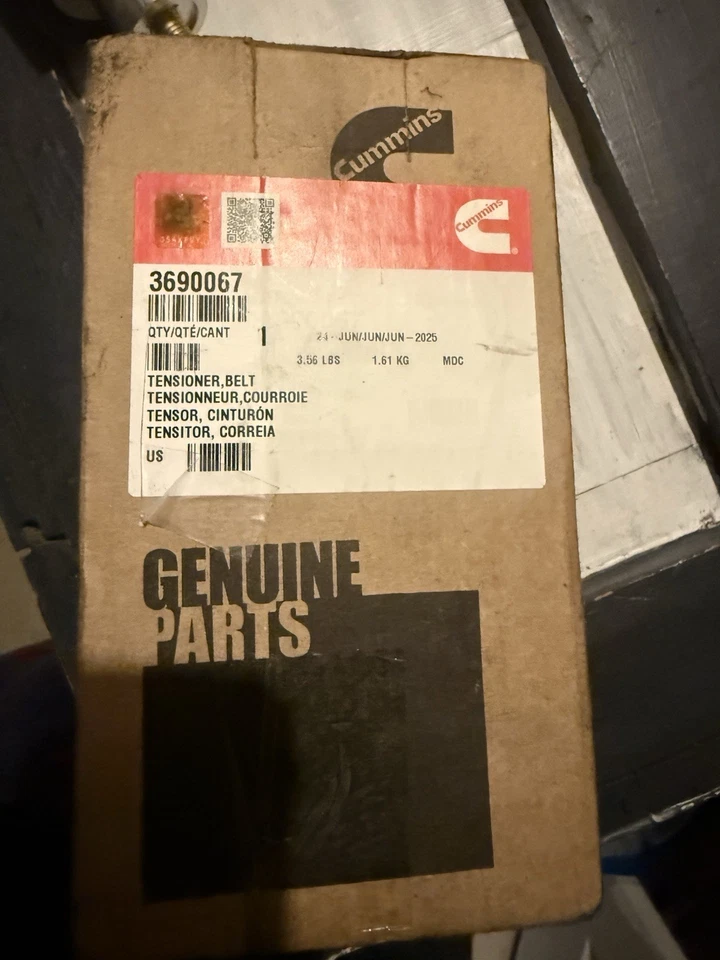 Cummins
Cummins
3690067
QTY/QTÉ/CANT 1 JUN/JUN/JUN-2025
3.56 LBS 1.61 KG MDC
TENSIONER,BELT
TENSIONNEUR,COURROIE
TENSOR, CINTURÓN
TENSITOR, CORREIA
US
GENUINE
PARTS